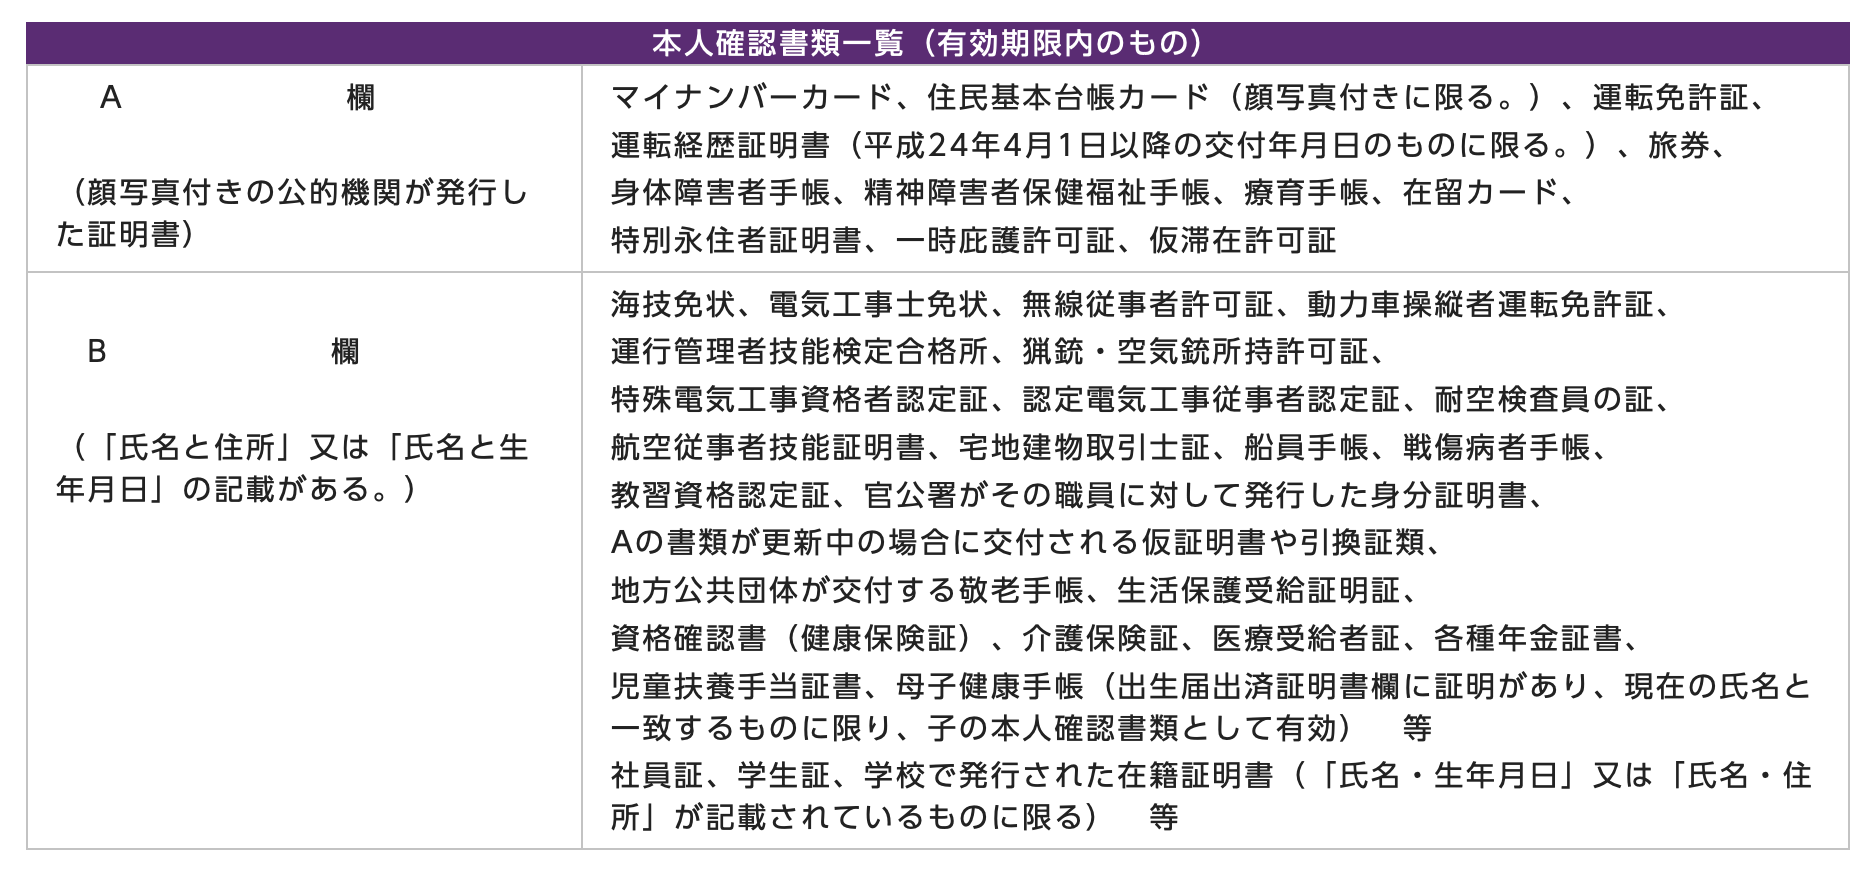 本人確認書類一覧（有効期限内のもの）
A 欄
（顔写真付きの公的機関が発行し
た証明書）
マイナンバーカード、住民基本台帳カード（顔写真付きに限る。）、運転免許証、
運転経歴証明書（平成24年4月1日以降の交付年月日のものに限る。）、旅券、
身体障害者手帳、精神障害者保健福祉手帳、療育手帳、在留カード、
特別永住者証明書、一時庇護許可証、仮滞在許可証
B 欄
（「氏名と住所」又は「氏名と生
年月日」の記載がある。）
海技免状、電気工事士免状、無線従事者許可証、動力車操縦者運転免許証、
運行管理者技能検定合格所、猟銃・空気銃所持許可証、
特殊電気工事資格者認定証、認定電気工事従事者認定証、耐空検査員の証、
航空従事者技能証明書、宅地建物取引士証、船員手帳、戦傷病者手帳、
教習資格認定証、官公署がその職員に対して発行した身分証明書、
Aの書類が更新中の場合に交付される仮証明書や引換証類、
地方公共団体が交付する敬老手帳、生活保護受給証明証、
資格確認書（健康保険証）、介護保険証、医療受給者証、各種年金証書、
児童扶養手当証書、母子健康手帳（出生届出済証明書欄に証明があり、現在の氏名と
一致するものに限り、子の本人確認書類として有効）　等
社員証、学生証、学校で発行された在籍証明書（「氏名・生年月日」又は「氏名・住
所」が記載されているものに限る）　等